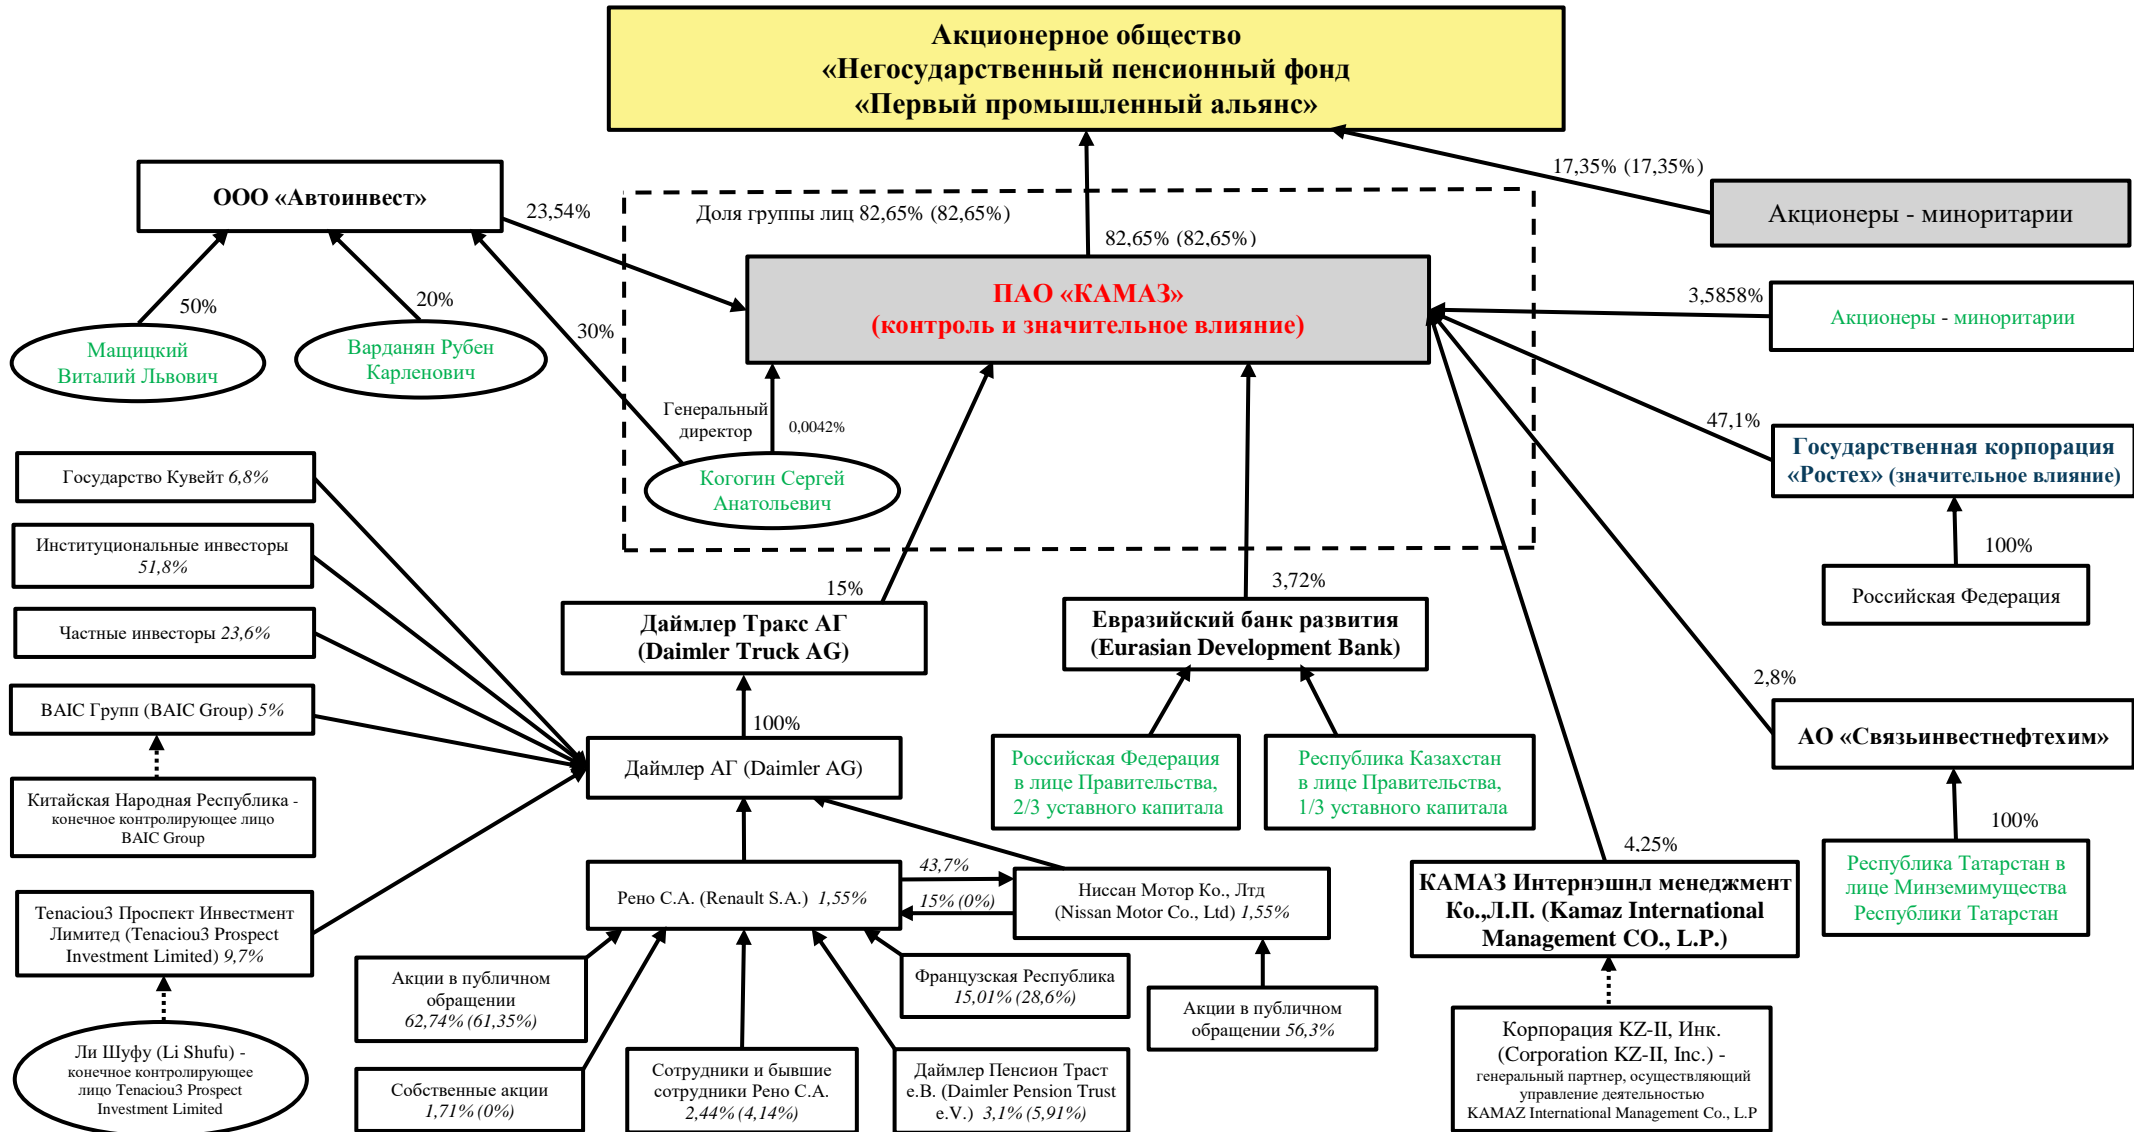 Акционерное общество
«Негосударственный пенсионный фонд
«Первый промышленный альянс»
17,35% (17,35%)
Акционеры - миноритарии
ООО «Автоинвест»
23,54%
Доля группы лиц 82,65% (82,65%)
82,65% (82,65%)
ПАО «КАМАЗ»
(контроль и значительное влияние)
3,5858%
Акционеры - миноритарии
50%
20%
30%
Мащицкий
Виталий Львович
Варданян Рубен
Карленович
Генеральный
директор
0,0042%
Когогин Сергей
Анатольевич
47,1%
Государственная корпорация
«Ростех» (значительное влияние)
100%
Российская Федерация
Государство Кувейт 6,8%
Институциональные инвесторы
51,8%
Частные инвесторы 23,6%
BAIC Групп (BAIC Group) 5%
Китайская Народная Республика -
конечное контролирующее лицо
BAIC Group
Tenaciou3 Проспект Инвестмент
Лимитед (Tenaciou3 Prospect
Investment Limited) 9,7%
Ли Шуфу (Li Shufu) -
конечное контролирующее
лицо Tenaciou3 Prospect
Investment Limited
15%
Даймлер Тракс АГ
(Daimler Truck AG)
100%
Даймлер АГ (Daimler AG)
3,72%
Евразийский банк развития
(Eurasian Development Bank)
Российская Федерация
в лице Правительства,
2/3 уставного капитала
Республика Казахстан
в лице Правительства,
1/3 уставного капитала
2,8%
АО «Связьинвестнефтехим»
100%
Республика Татарстан в
лице Минземимущества
Республики Татарстан
4,25%
КАМАЗ Интернэшнл менеджмент
Ко.,Л.П. (Kamaz International
Management CO., L.P.)
Корпорация KZ-II, Инк.
(Corporation KZ-II, Inc.) -
генеральный партнер, осуществляющий
управление деятельностью
KAMAZ International Management Co., L.P
Рено С.А. (Renault S.A.) 1,55%
43,7%
15% (0%)
Ниссан Мотор Ко., Лтд
(Nissan Motor Co., Ltd) 1,55%
Акции в публичном
обращении
62,74% (61,35%)
Собственные акции
1,71% (0%)
Сотрудники и бывшие
сотрудники Рено С.А.
2,44% (4,14%)
Даймлер Пенсион Траст
е.В. (Daimler Pension Trust
e.V.) 3,1% (5,91%)
Французская Республика
15,01% (28,6%)
Акции в публичном
обращении 56,3%